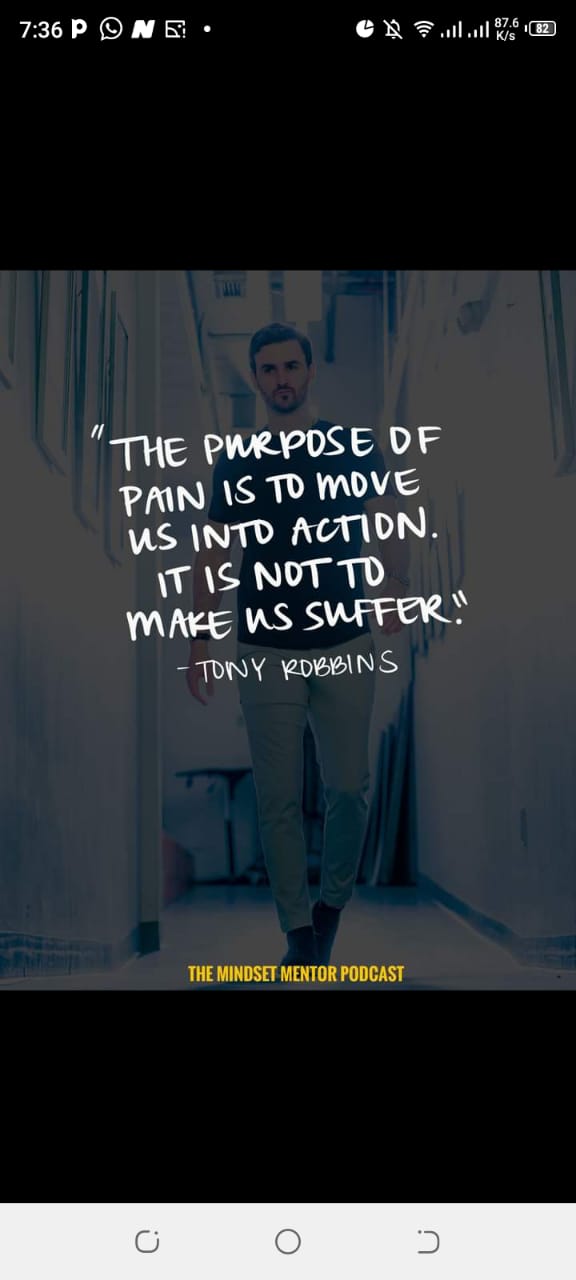 7:36
87.6
K/s
82
"THE PURPOSE OF
PAIN IS TO MOVE
US INTO ACTION.
IT IS NOT TO
MAKE US SUFFER."
- TONY ROBBINS
THE MINDSET MENTOR PODCAST